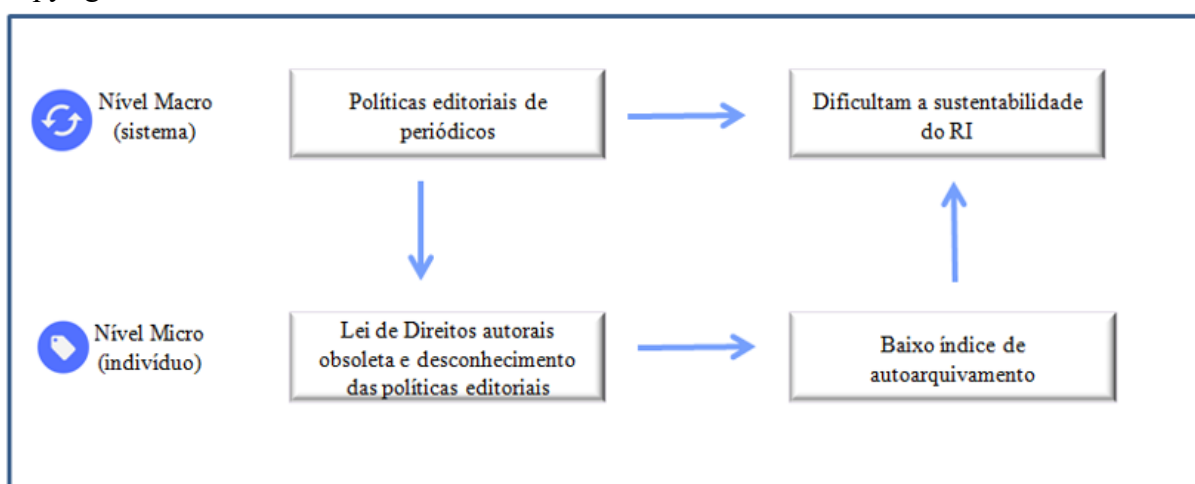 Nível Macro
(sistema)
Políticas editoriais de
periódicos
Dificultam a sustentabilidade
do RI
Nível Micro
(indivíduo)
Lei de Direitos autorais
obsoleta e desconhecimento
das políticas editoriais
Baixo índice de
autoarquivamento